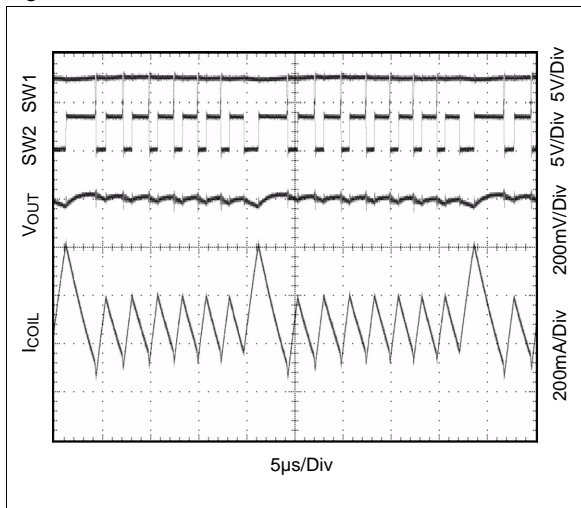 SW1
5V/Div
SW2
5V/Div
VOUT
200mV/Div
ICOIL
200mA/Div
5µs/Div